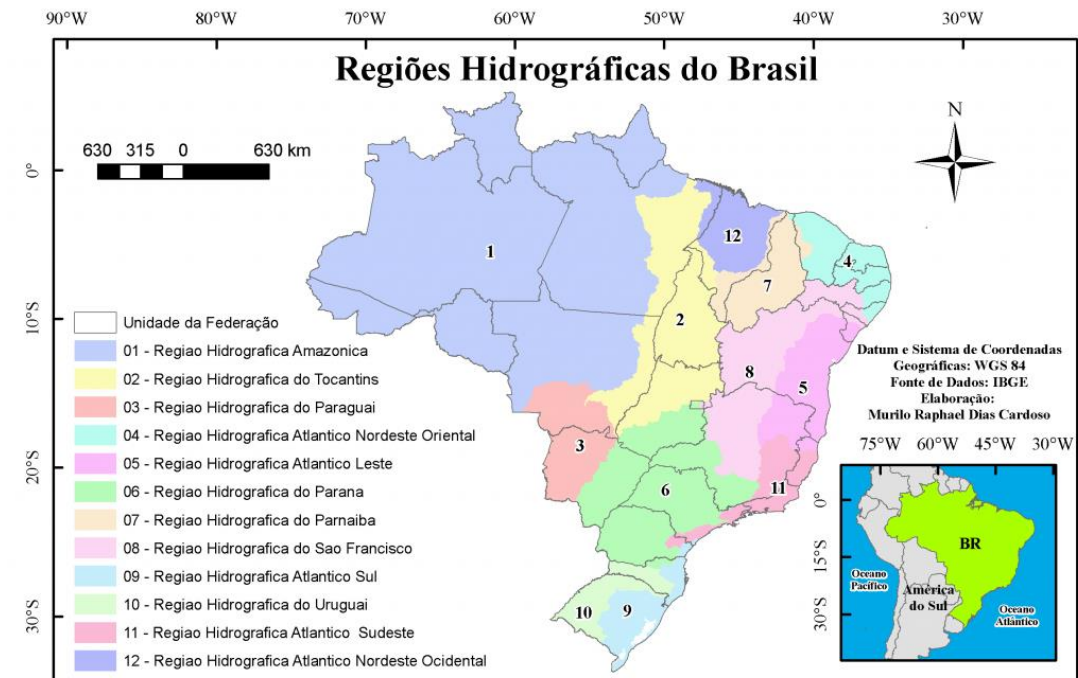 90°W 80°W 70°W 60°W 50°W 40°W 30°W
Regiões Hidrográficas do Brasil
630 315 0 630 km
N
0°
10°S
20°S
30°S
1
2
3
4
5
6
7
8
9
10
11
12
Unidade da Federação
01 - Regiao Hidrografica Amazonica
02 - Regiao Hidrografica do Tocantins
03 - Regiao Hidrografica do Paraguai
04 - Regiao Hidrografica Atlantico Nordeste Oriental
05 - Regiao Hidrografica Atlantico Leste
06 - Regiao Hidrografica do Parana
07 - Regiao Hidrografica do Parnaiba
08 - Regiao Hidrografica do Sao Francisco
09 - Regiao Hidrografica Atlantico Sul
10 - Regiao Hidrografica do Uruguai
11 - Regiao Hidrografica Atlantico Sudeste
12 - Regiao Hidrografica Atlantico Nordeste Ocidental
Datum e Sistema de Coordenadas
Geográficas: WGS 84
Fonte de Dados: IBGE
Elaboração:
Murilo Raphael Dias Cardoso
75°W 60°W 45°W 30°W
0°
15°S
30°S
BR
Oceano
Pacífico
América
do Sul
Oceano
Atlântico